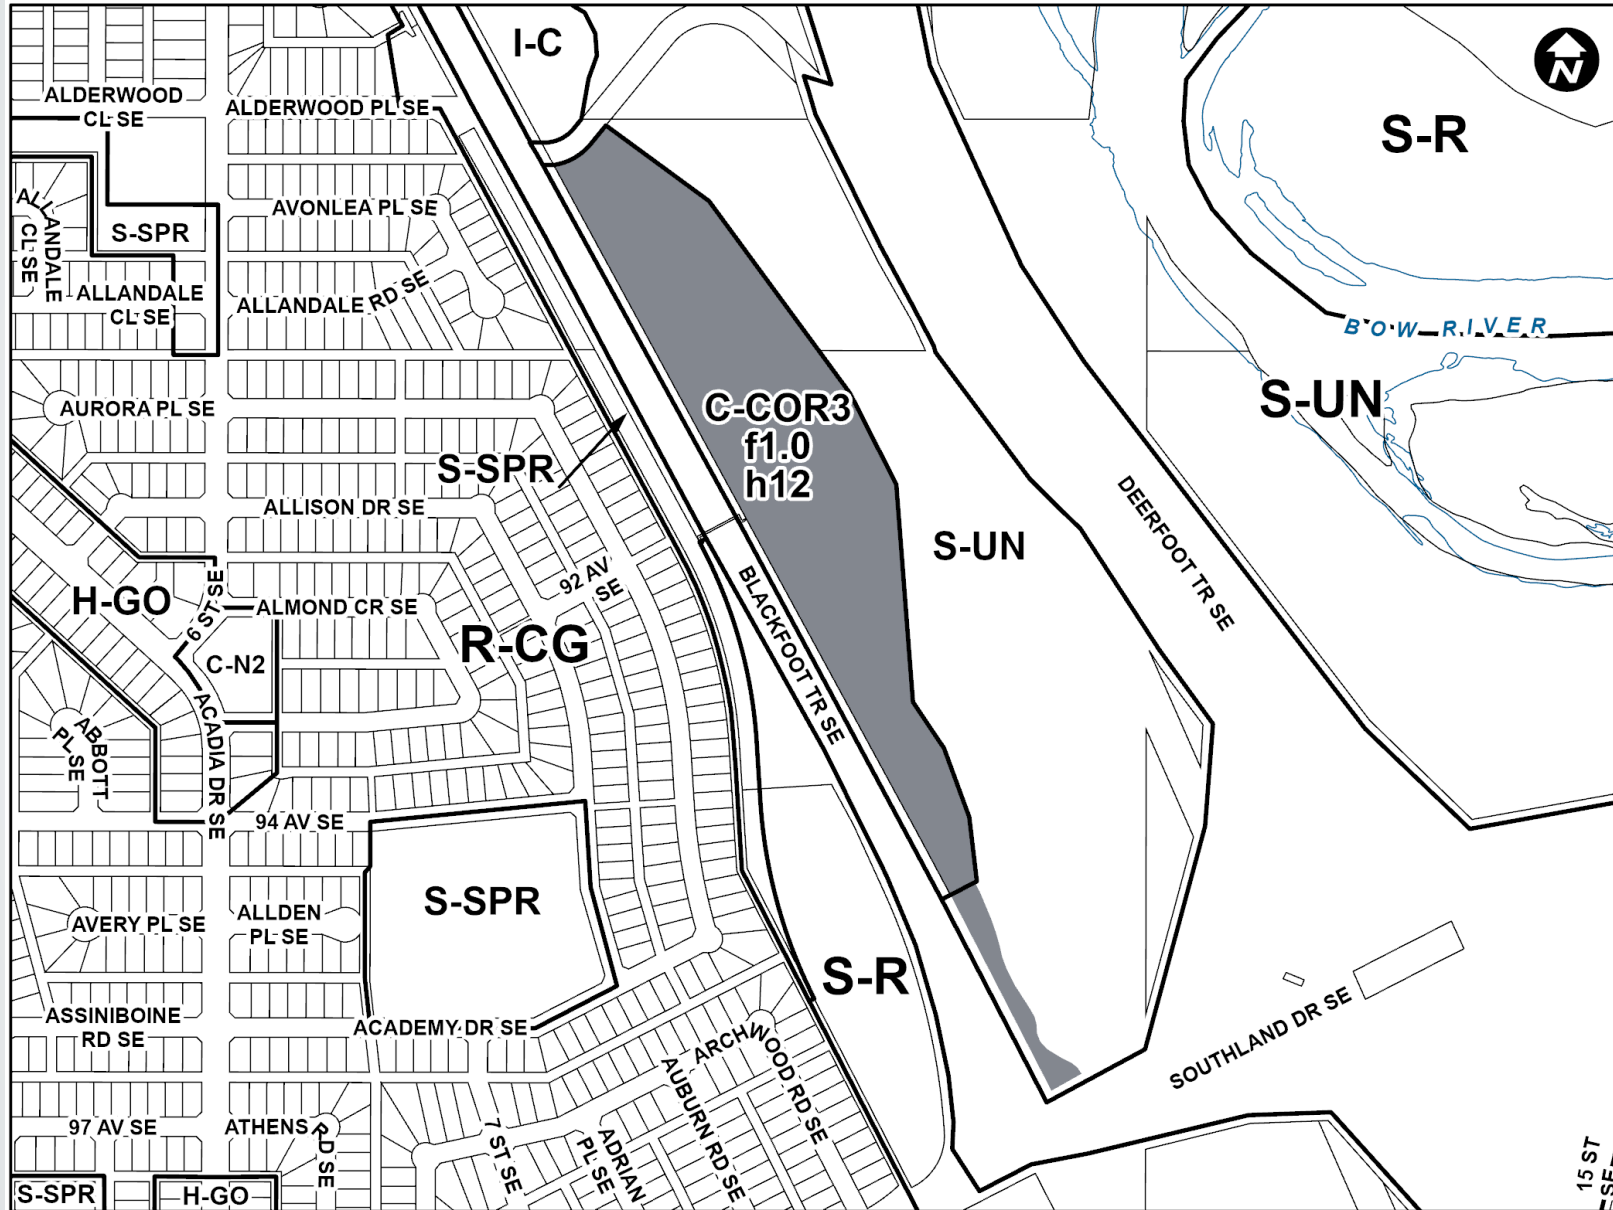 I-C
N
ALDERWOOD
CL SE
ALDERWOOD PL SE
S-R
ALLANDALE
CL SE
AVONLEA PL SE
S-SPR
ALLANDALE
CL SE
ALLANDALE RD SE
BOW RIVER
AURORA PL SE
C-COR3
f1.0
h12
S-UN
S-SPR
ALLISON DR SE
DEERFOOT TR SE
S-UN
92 AV
SE
H-GO
6 ST SE
ALMOND CR SE
R-CG
BLACKFOOT TR SE
C-N2
ACADIA DR SE
ABBOTT
PL SE
94 AV SE
S-SPR
AVERY PL SE
ALLDEN
PL SE
S-R
ASSINIBOINE
RD SE
ACADEMY DR SE
ARCHWOOD RD SE
SOUTHLAND DR SE
AUBURN RD SE
97 AV SE
ATHENS RD SE
7 ST SE
ADRIAN
PL SE
15 ST
SE
S-SPR
H-GO